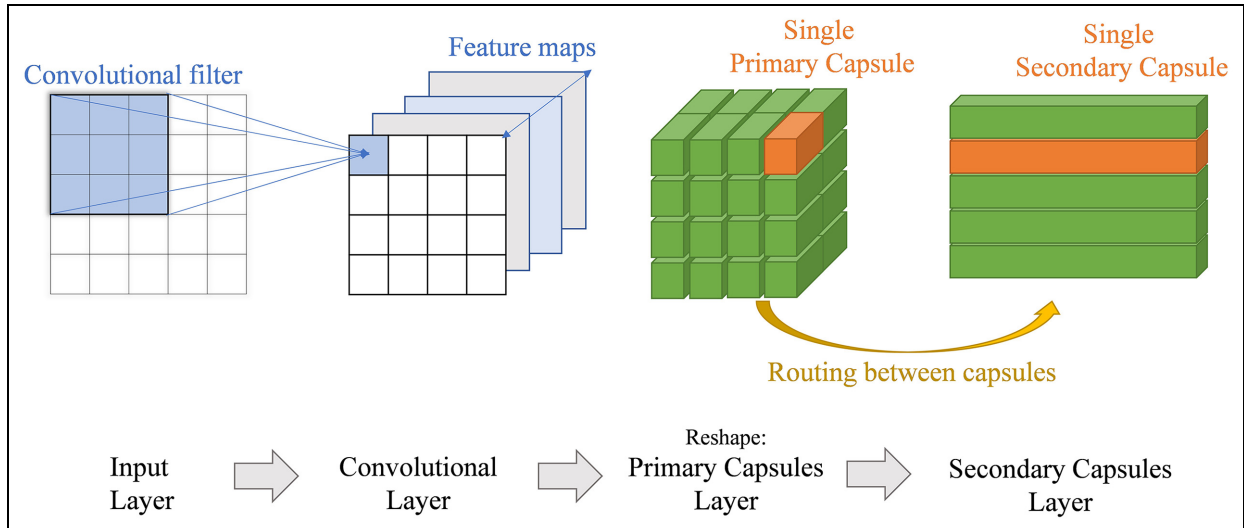 Convolutional filter
Feature maps
Single
Primary Capsule
Single
Secondary Capsule
Routing between capsules
Input
Layer
Convolutional
Layer
Reshape:
Primary Capsules
Layer
Secondary Capsules
Layer